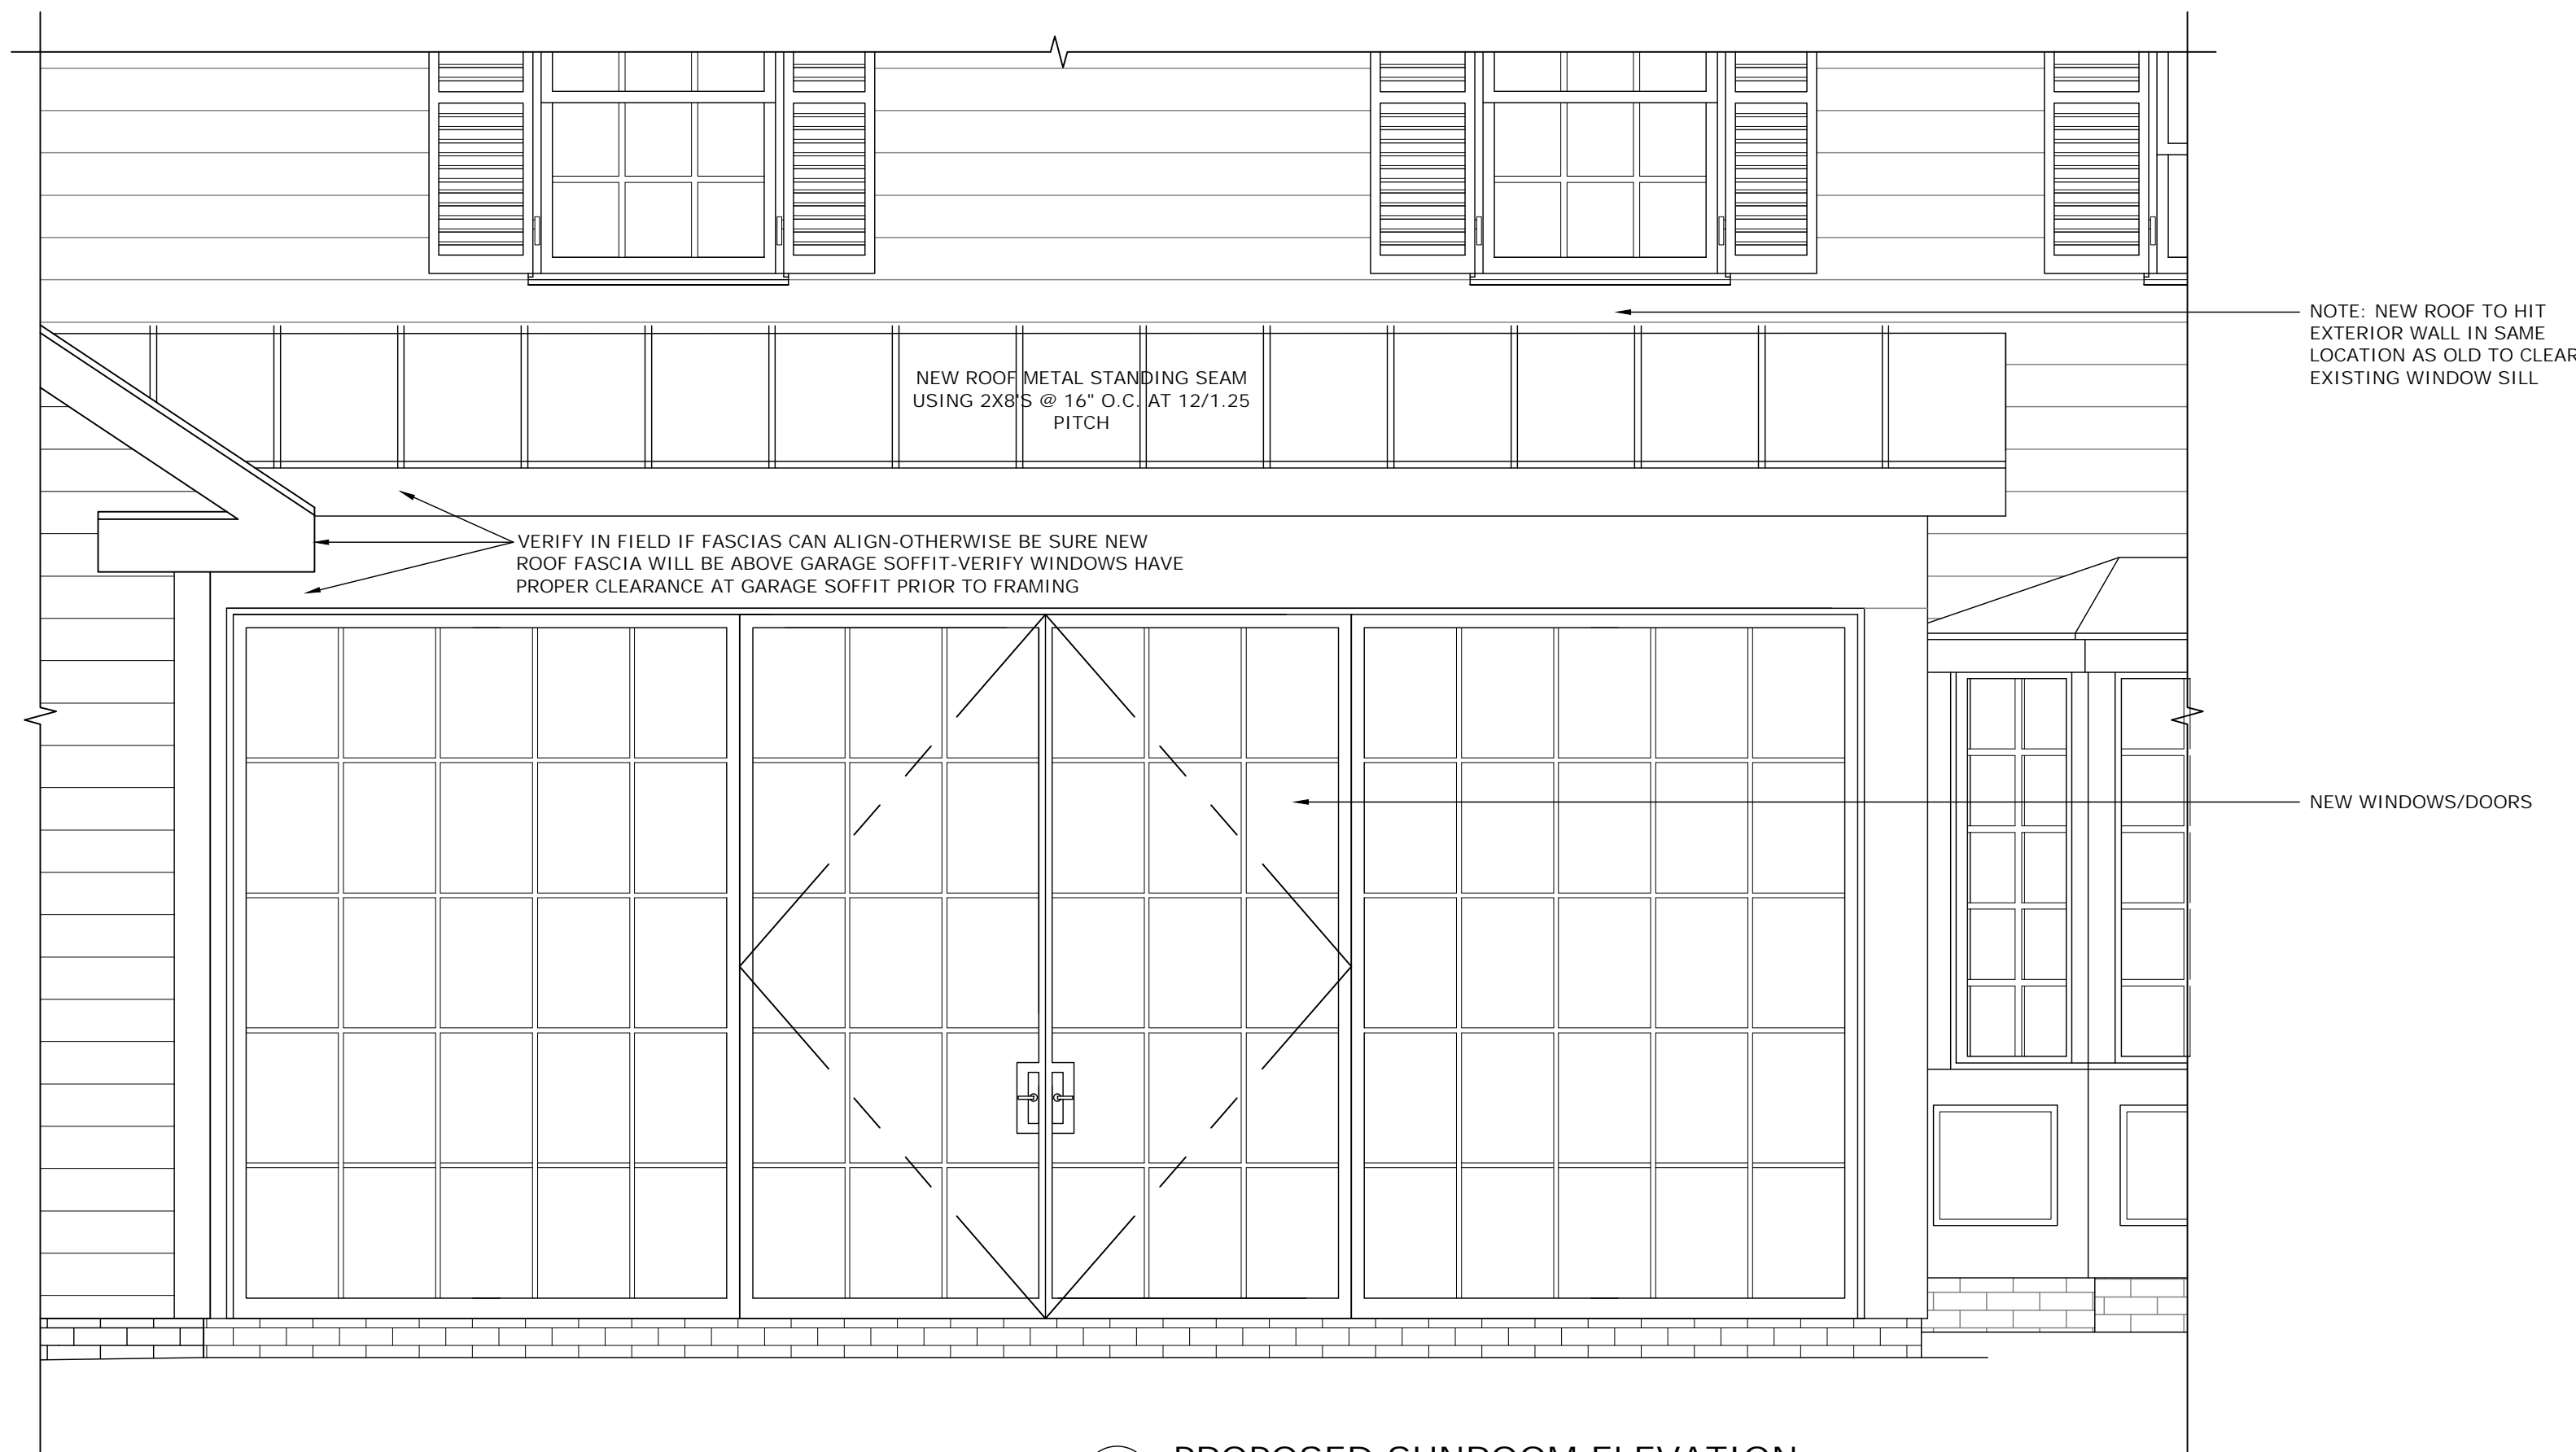 NOTE: NEW ROOF TO HIT
EXTERIOR WALL IN SAME
LOCATION AS OLD TO CLEAR
EXISTING WINDOW SILL
NEW ROOF METAL STANDING SEAM
USING 2X8'S @ 16" O.C. AT 12/1.25
PITCH
VERIFY IN FIELD IF FASCIAS CAN ALIGN-OTHERWISE BE SURE NEW
ROOF FASCIA WILL BE ABOVE GARAGE SOFFIT-VERIFY WINDOWS HAVE
PROPER CLEARANCE AT GARAGE SOFFIT PRIOR TO FRAMING
NEW WINDOWS/DOORS
PROPOSED SUNROOM ELEVATION